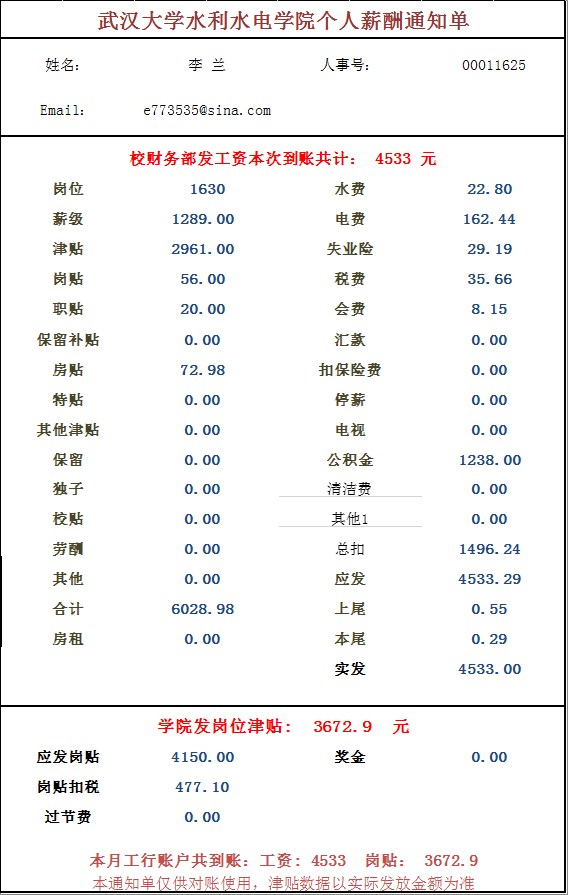 武汉大学水利水电学院个人薪酬通知单
姓名: 李 兰 人事号: 00011625
Email: e773535@sina.com
校财务部发工资本次到账共计: 4533 元
岗位 1630 水费 22.80
薪级 1289.00 电费 162.44
津贴 2961.00 失业险 29.19
岗贴 56.00 税费 35.66
职贴 20.00 会费 8.15
保留补贴 0.00 汇款 0.00
房贴 72.98 扣保险费 0.00
特贴 0.00 停薪 0.00
其他津贴 0.00 电视 0.00
保留 0.00 公积金 1238.00
独子 0.00 清洁费 0.00
校贴 0.00 其他1 0.00
劳酬 0.00 总扣 1496.24
其他 0.00 应发 4533.29
合计 6028.98 上尾 0.55
房租 0.00 本尾 0.29
实发 4533.00
学院发岗位津贴: 3672.9 元
应发岗贴 4150.00 奖金 0.00
岗贴扣税 477.10
过节费 0.00
本月工行账户共到账: 工资: 4533 岗贴: 3672.9
本通知单仅供对账使用，津贴数据以实际发放金额为准